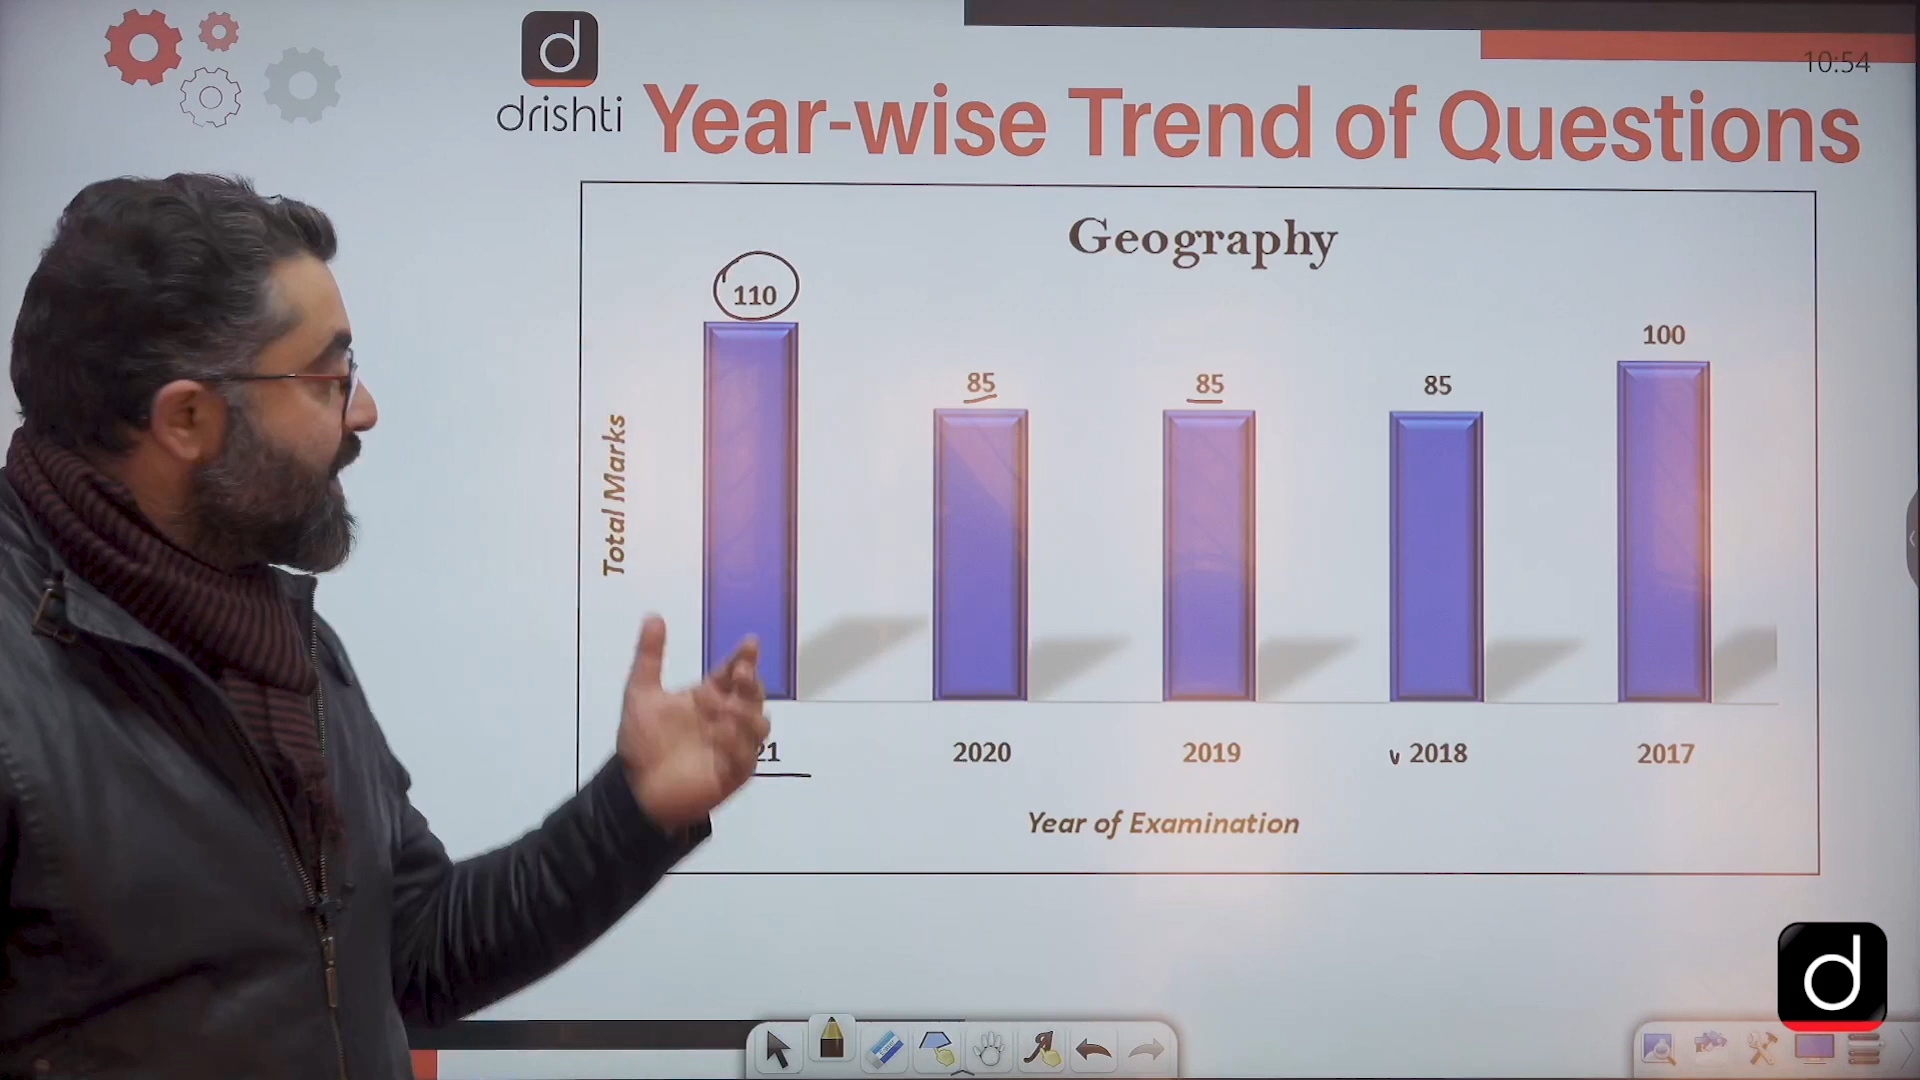 10:54
drishti
Year-wise Trend of Questions
Geography
110
85
85
85
100
Total Marks
21
2020
2019
2018
2017
Year of Examination
d